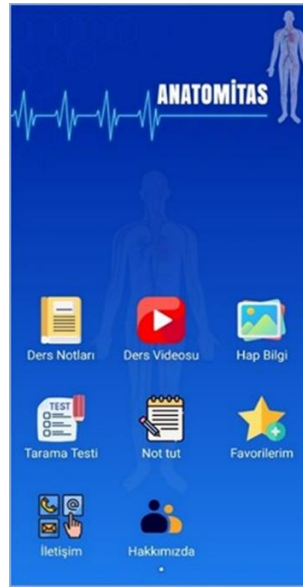 ANATOMİTAS
Ders Notları
Ders Videosu
Hap Bilgi
TEST
Tarama Testi
Not tut
Favorilerim
@
İletişim
Hakkımızda